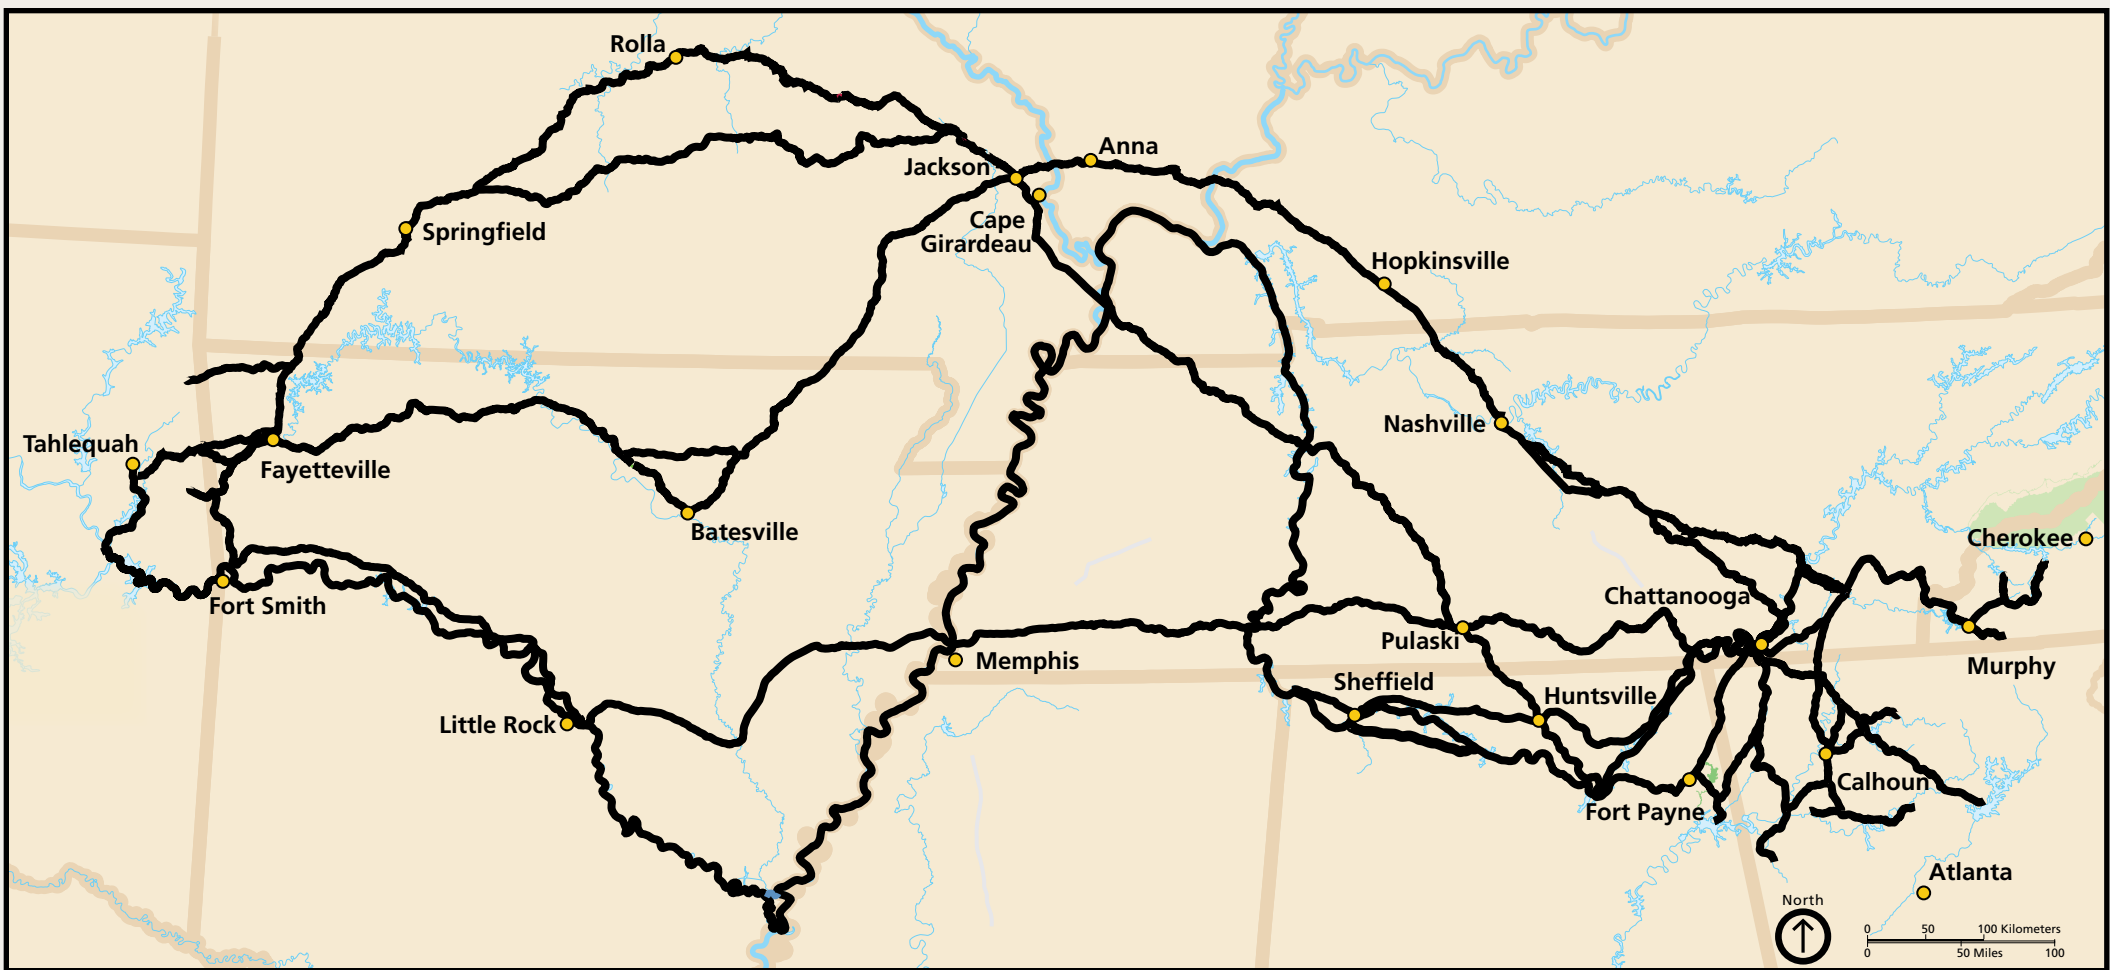 Rolla
Anna
Jackson
Cape
Girardeau
Springfield
Hopkinsville
Nashville
Tahlequah
Fayetteville
Batesville
Cherokee
Fort Smith
Chattanooga
Pulaski
Memphis
Murphy
Sheffield
Huntsville
Little Rock
Calhoun
Fort Payne
Atlanta
North
0 50 100 Kilometers
0 50 Miles 100